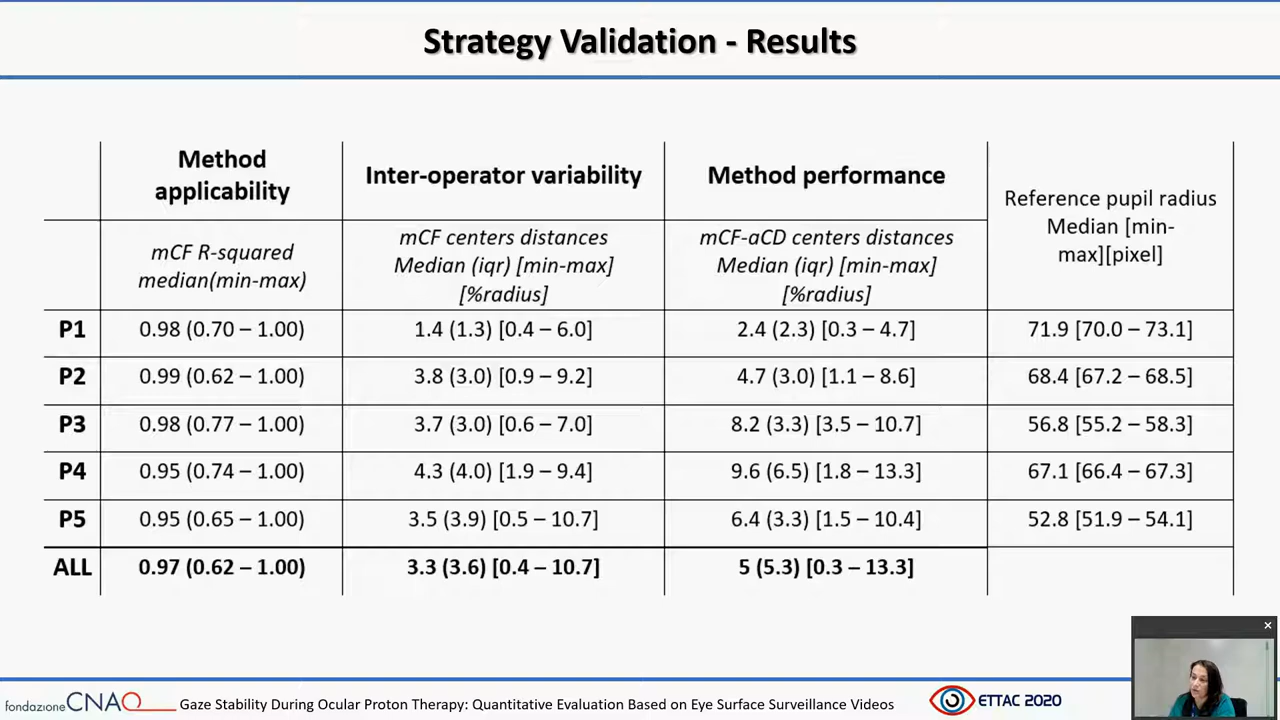 Strategy Validation - Results
Method
applicability
Inter-operator variability
Method performance
Reference pupil radius
Median [min-
max][pixel]
mCF R-squared
median(min-max)
mCF centers distances
Median (iqr) [min-max]
[%radius]
mCF-aCD centers distances
Median (iqr) [min-max]
[%radius]
P1 0.98 (0.70 – 1.00) 1.4 (1.3) [0.4 – 6.0] 2.4 (2.3) [0.3 – 4.7] 71.9 [70.0 – 73.1]
P2 0.99 (0.62 – 1.00) 3.8 (3.0) [0.9 – 9.2] 4.7 (3.0) [1.1 – 8.6] 68.4 [67.2 – 68.5]
P3 0.98 (0.77 – 1.00) 3.7 (3.0) [0.6 – 7.0] 8.2 (3.3) [3.5 – 10.7] 56.8 [55.2 – 58.3]
P4 0.95 (0.74 – 1.00) 4.3 (4.0) [1.9 – 9.4] 9.6 (6.5) [1.8 – 13.3] 67.1 [66.4 – 67.3]
P5 0.95 (0.65 – 1.00) 3.5 (3.9) [0.5 – 10.7] 6.4 (3.3) [1.5 – 10.4] 52.8 [51.9 – 54.1]
ALL 0.97 (0.62 – 1.00) 3.3 (3.6) [0.4 – 10.7] 5 (5.3) [0.3 – 13.3]
fondazione CNAO Gaze Stability During Ocular Proton Therapy: Quantitative Evaluation Based on Eye Surface Surveillance Videos ETTAC 2020